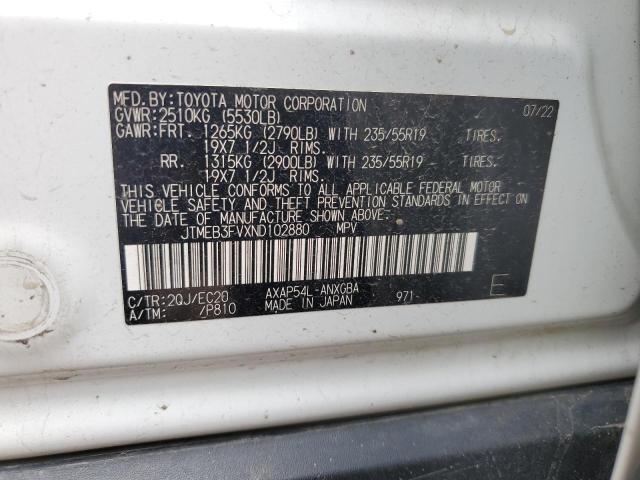 MFD.BY:TOYOTA MOTOR CORPORATION 07/22
GVWR:2510KG (5530LB)
GAWR:FRT. 1265KG (2790LB) WITH 235/55R19 TIRES.
19X7 1/2J RIMS.
RR. 1315KG (2900LB) WITH 235/55R19 TIRES.
19X7 1/2J RIMS.
THIS VEHICLE CONFORMS TO ALL APPLICABLE FEDERAL MOTOR
VEHICLE SAFETY AND THEFT PREVENTION STANDARDS IN EFFECT ON
THE DATE OF MANUFACTURE SHOWN ABOVE.
JTMEB3FVXND102880 MPV
C/TR:2QJ/EC20 AXAP54L-ANXGBA E
A/TM: /P810 MADE IN JAPAN 971-